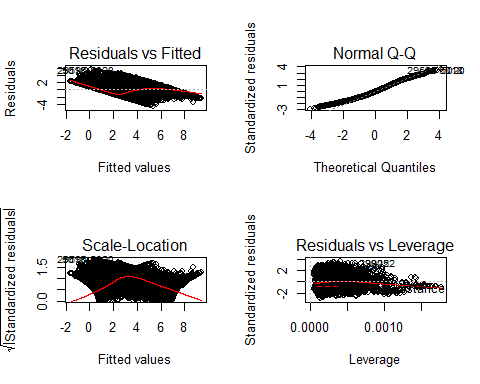 Residuals vs Fitted
Residuals
-4
2
-2 0 2 4 6 8
Fitted values
Normal Q-Q
Standardized residuals
-3
4
-4 -2 0 2 4
Theoretical Quantiles
Scale-Location
√|Standardized residuals|
0.0
1.5
-2 0 2 4 6 8
Fitted values
Residuals vs Leverage
Standardized residuals
-2
2
0.0000 0.0010
Leverage